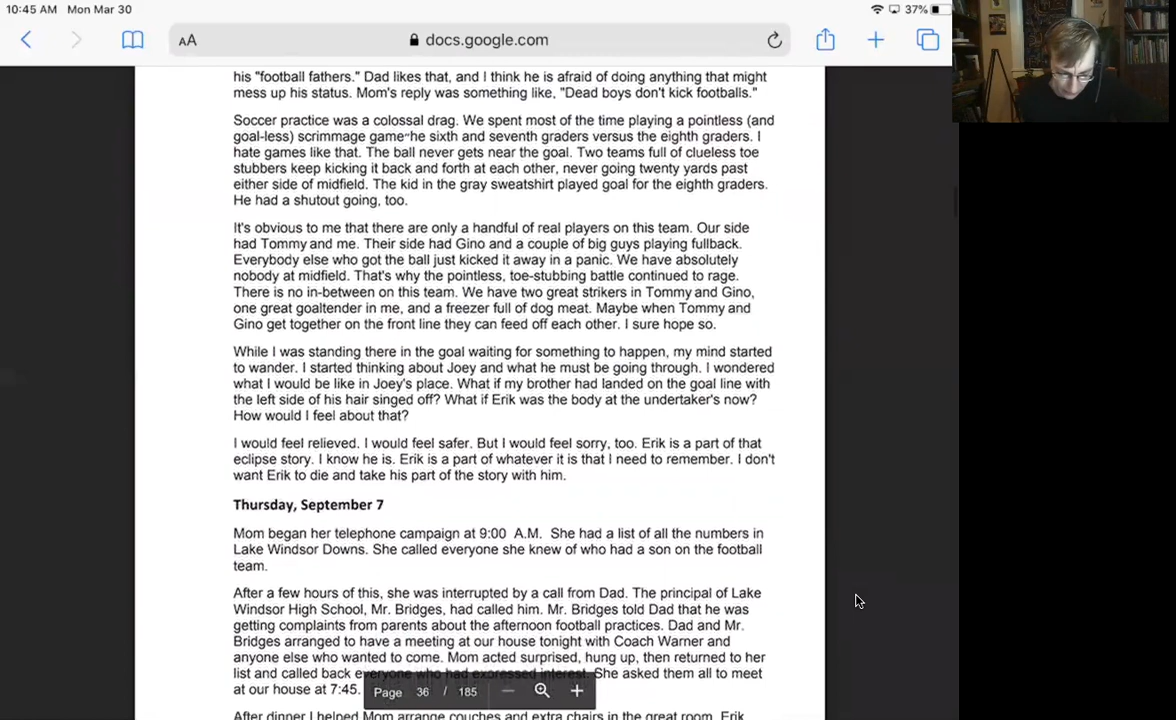 10:45 AM Mon Mar 30
37%
AA
docs.google.com
his "football fathers." Dad likes that, and I think he is afraid of doing anything that might
mess up his status. Mom's reply was something like, "Dead boys don't kick footballs."
Soccer practice was a colossal drag. We spent most of the time playing a pointless (and
goal-less) scrimmage game--he sixth and seventh graders versus the eighth graders. I
hate games like that. The ball never gets near the goal. Two teams full of clueless toe
stubbers keep kicking it back and forth at each other, never going twenty yards past
either side of midfield. The kid in the gray sweatshirt played goal for the eighth graders.
He had a shutout going, too.
It's obvious to me that there are only a handful of real players on this team. Our side
had Tommy and me. Their side had Gino and a couple of big guys playing fullback.
Everybody else who got the ball just kicked it away in a panic. We have absolutely
nobody at midfield. That's why the pointless, toe-stubbing battle continued to rage.
There is no in-between on this team. We have two great strikers in Tommy and Gino,
one great goaltender in me, and a freezer full of dog meat. Maybe when Tommy and
Gino get together on the front line they can feed off each other. I sure hope so.
While I was standing there in the goal waiting for something to happen, my mind started
to wander. I started thinking about Joey and what he must be going through. I wondered
what I would be like in Joey's place. What if my brother had landed on the goal line with
the left side of his hair singed off? What if Erik was the body at the undertaker's now?
How would I feel about that?
I would feel relieved. I would feel safer. But I would feel sorry, too. Erik is a part of that
eclipse story. I know he is. Erik is a part of whatever it is that I need to remember. I don't
want Erik to die and take his part of the story with him.
Thursday, September 7
Mom began her telephone campaign at 9:00 A.M. She had a list of all the numbers in
Lake Windsor Downs. She called everyone she knew of who had a son on the football
team.
After a few hours of this, she was interrupted by a call from Dad. The principal of Lake
Windsor High School, Mr. Bridges, had called him. Mr. Bridges told Dad that he was
getting complaints from parents about the afternoon football practices. Dad and Mr.
Bridges arranged to have a meeting at our house tonight with Coach Warner and
anyone else who wanted to come. Mom acted surprised, hung up, then returned to her
list and called back everyone who had expressed interest. She asked them all to meet
at our house at 7:45.
Page 36 / 185
After dinner I helped Mom arrange couches and extra chairs in the great room. Erik